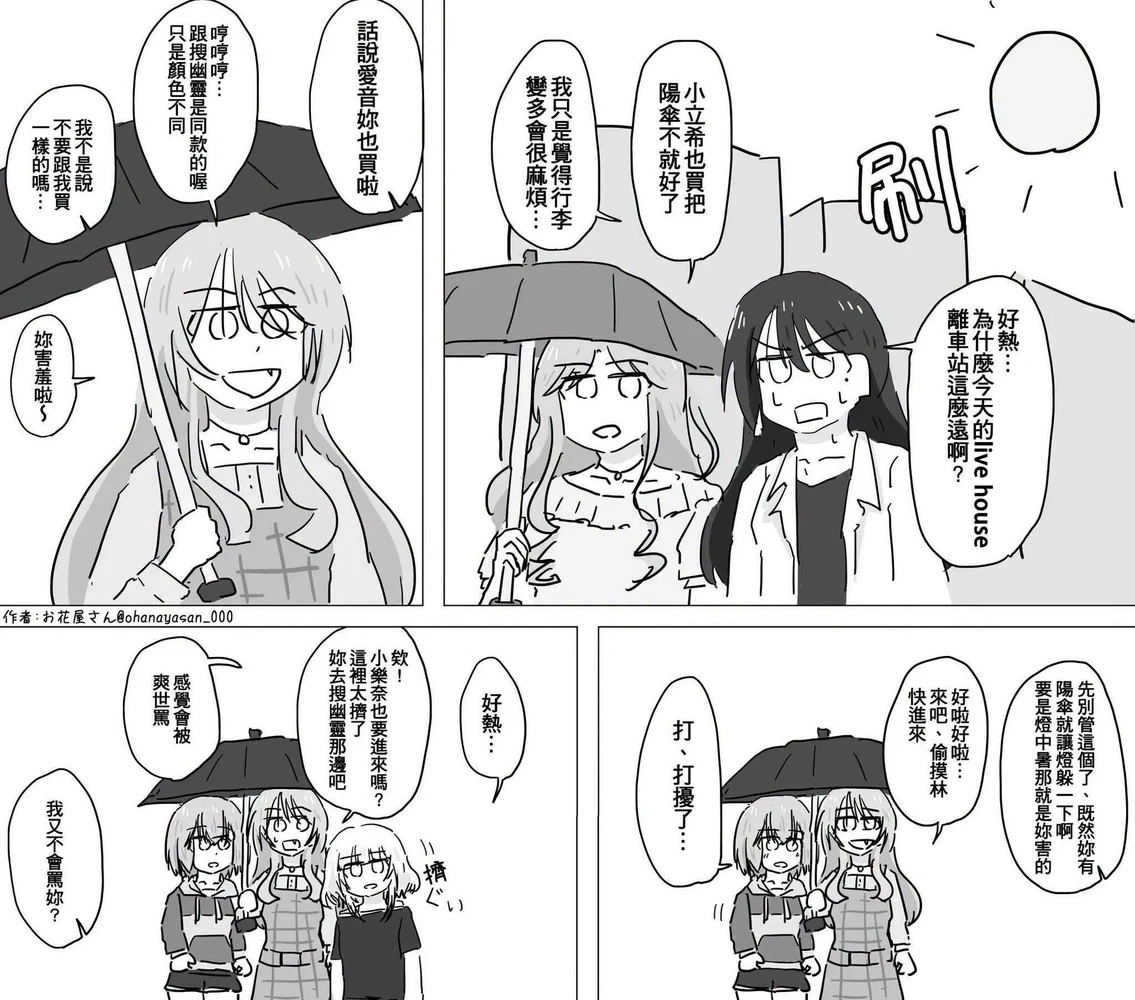 刷
好熱…
為什麼今天的live house
離車站這麼遠啊？
小立希也買把
陽傘不就好了
我只是覺得行李
變多會很麻煩…
話說愛音妳也買啦
哼哼哼…
跟搜幽靈是同款的喔
只是顏色不同
我不是說
不要跟我買
一樣的嗎…
妳害羞啦～
作者:お花屋さん@ohanayasan_000
先別管這個了、既然妳有
陽傘就讓燈躲一下啊
要是燈中暑那就是妳害的
好啦好啦…
來吧、偷摸林
快進來
打、打擾了…
好熱…
欸！
小樂奈也要進來嗎？
這裡太擠了
妳去搜幽靈那邊吧
擠
ぐい
感覺會被
爽世罵
我又不會罵妳？